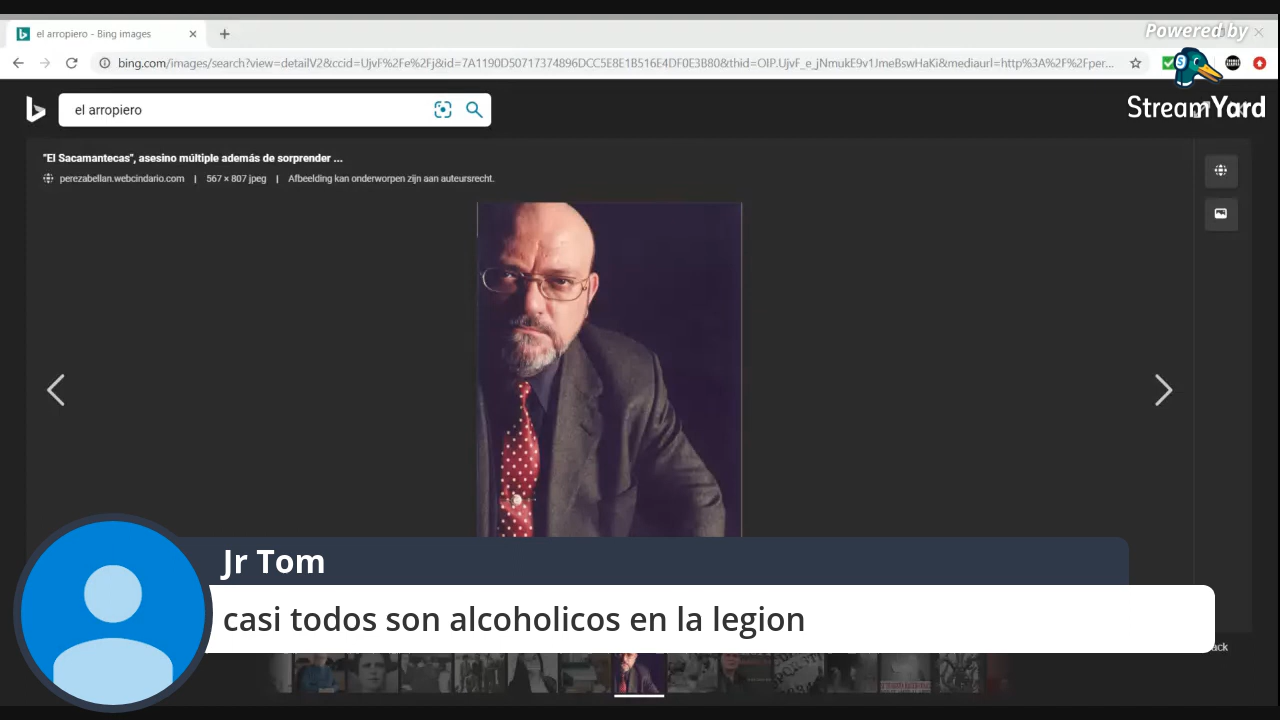 el arropiero - Bing images
Powered by
bing.com/images/search?view=detailV2&ccid=UjvF%2Fe%2Fj&id=7A1190D50717374896DCC5E8E1B516E4DF0E3B80&thid=OIP.UjvF_e_jNmukE9v1JmeBswHaKi&mediaurl=http%3A%2F%2Fper...
StreamYard
el arropiero
"El Sacamantecas", asesino múltiple además de sorprender ...
perezabellan.webcindario.com | 567 × 807 jpeg | Afbeelding kan onderworpen zijn aan auteursrecht.
Jr Tom
casi todos son alcoholicos en la legion